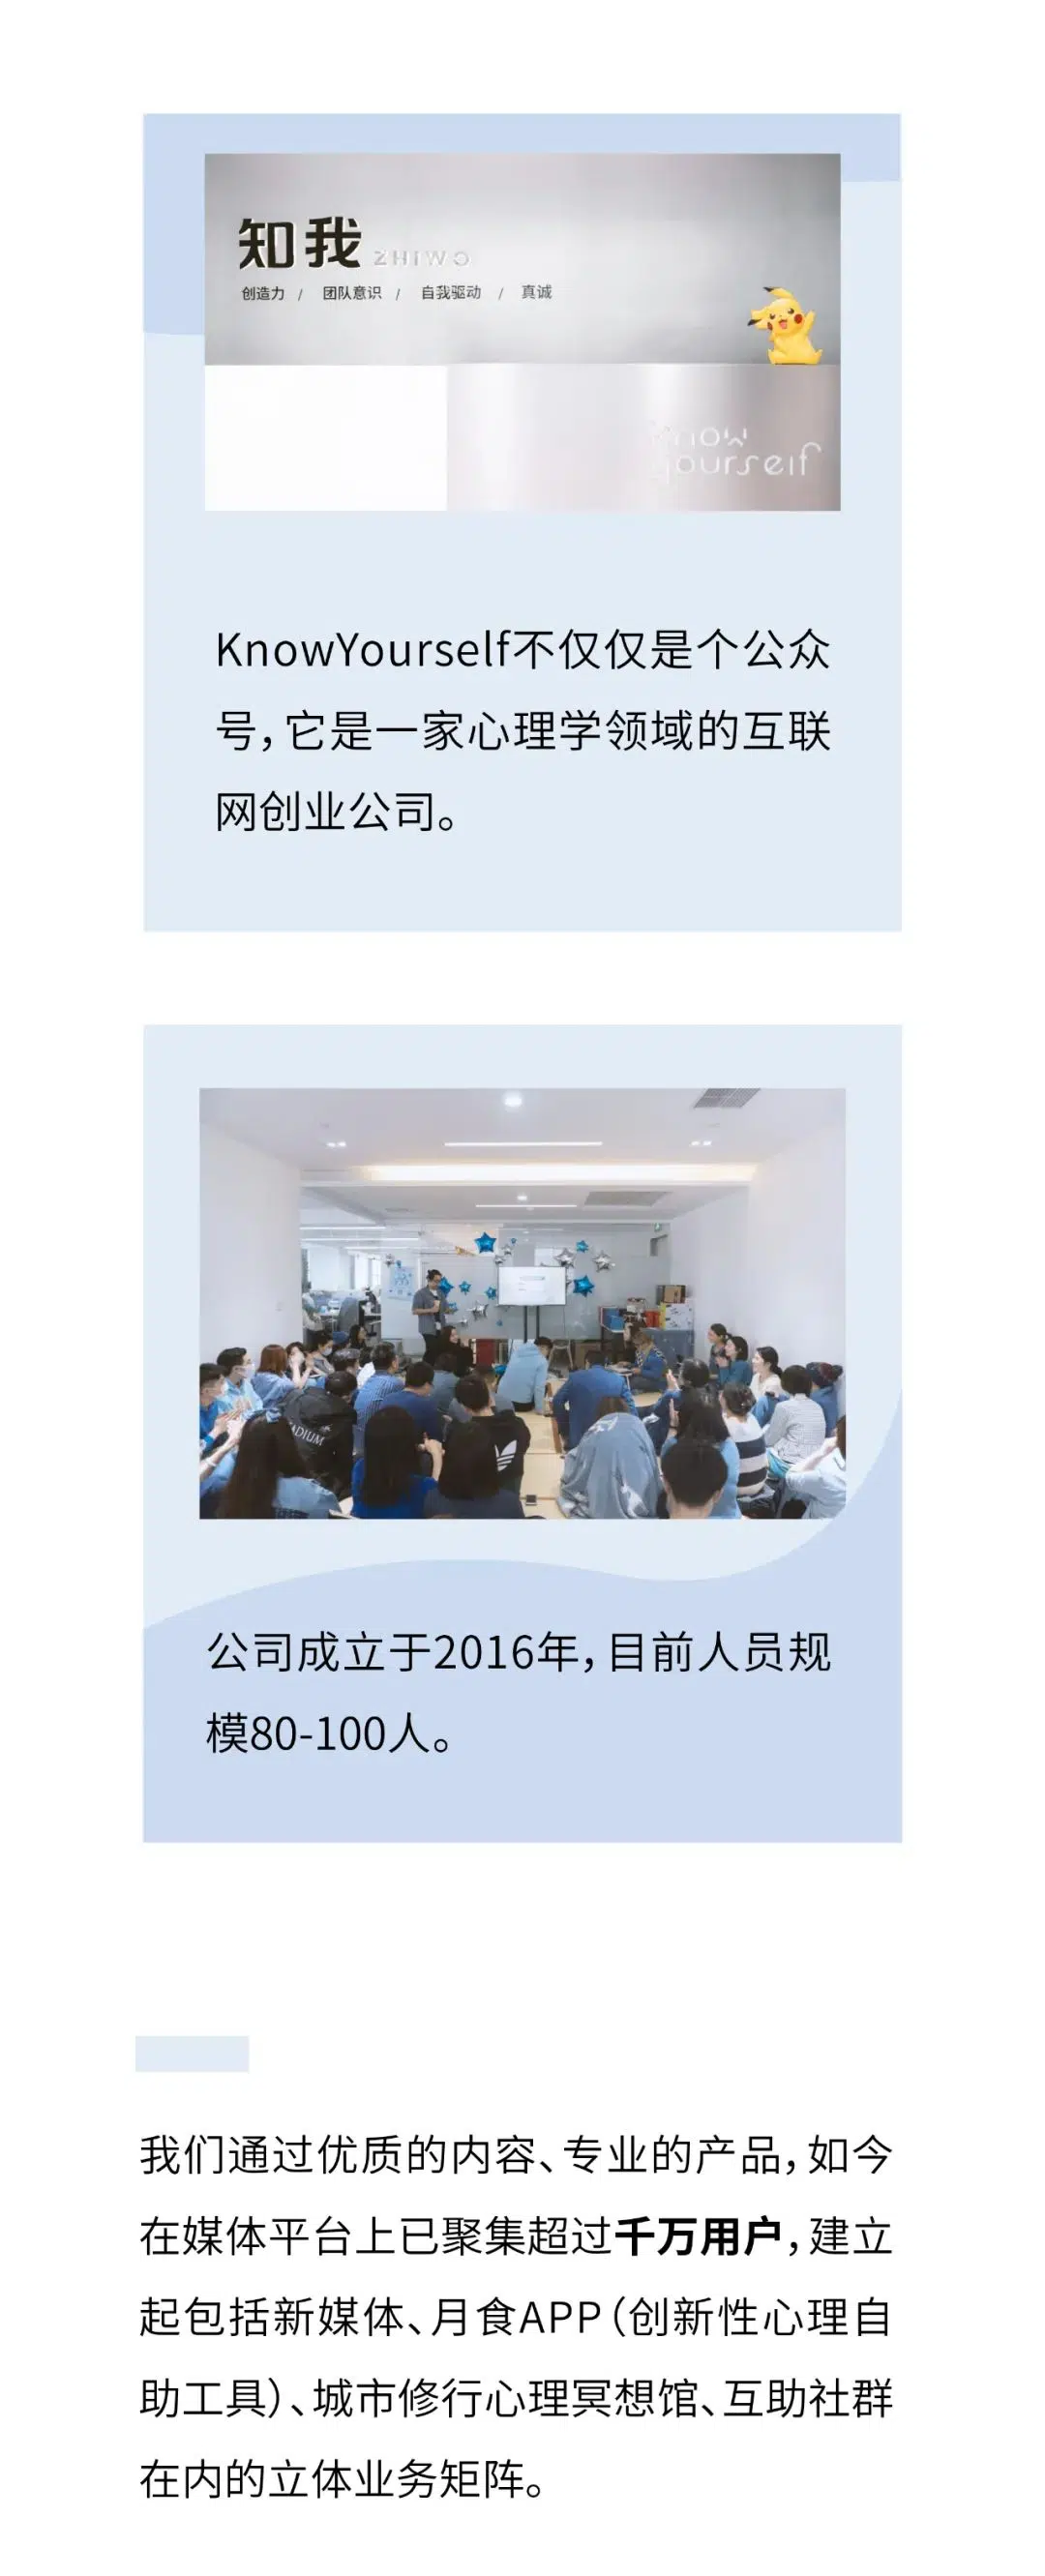 知我 ZHIWO
创造力 / 团队意识 / 自我驱动 / 真诚
know
yourself
KnowYourself不仅仅是个公众
号，它是一家心理学领域的互联
网创业公司。
公司成立于2016年，目前人员规
模80-100人。
我们通过优质的内容、专业的产品，如今
在媒体平台上已聚集超过千万用户，建立
起包括新媒体、月食APP（创新性心理自
助工具）、城市修行心理冥想馆、互助社群
在内的立体业务矩阵。